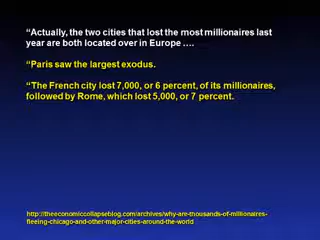 “Actually, the two cities that lost the most millionaires last
year are both located over in Europe ….
“Paris saw the largest exodus.
“The French city lost 7,000, or 6 percent, of its millionaires,
followed by Rome, which lost 5,000, or 7 percent.
http://theeconomiccollapseblog.com/archives/why-are-thousands-of-millionaires-
fleeing-chicago-and-other-major-cities-around-the-world